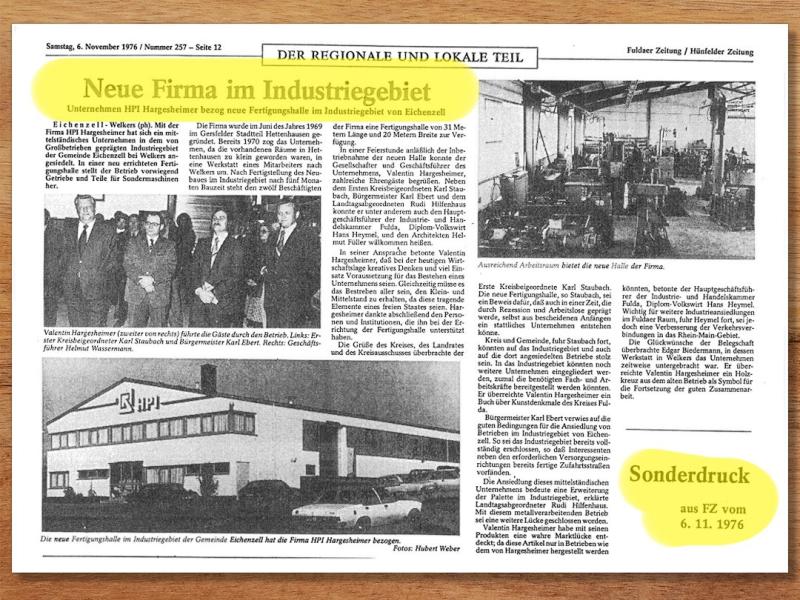 Samstag, 6. November 1976 / Nummer 257 – Seite 12
DER REGIONALE UND LOKALE TEIL
Fuldaer Zeitung / Hünfelder Zeitung
Neue Firma im Industriegebiet
Unternehmen HPI Hargesheimer bezog neue Fertigungshalle im Industriegebiet von Eichenzell
Eichenzell-Welkers (ph). Mit der
Firma HPI Hargesheimer hat sich ein mit-
telständisches Unternehmen in dem von
Großbetrieben geprägten Industriegebiet
der Gemeinde Eichenzell bei Welkers an-
gesiedelt. In einer neu errichteten Ferti-
gungshalle stellt der Betrieb vorwiegend
Getriebe und Teile für Sondermaschinen
her.
Die Firma wurde im Juni des Jahres 1969
im Gersfelder Stadtteil Hettenhausen ge-
gründet. Bereits 1970 zog das Unterneh-
men, da die vorhandenen Räume in Het-
tenhausen zu klein geworden waren, in
eine Werkstatt eines Mitarbeiters nach
Welkers um. Nach Fertigstellung des Neu-
baues im Industriegebiet nach fünf Mona-
ten Bauzeit steht den zwölf Beschäftigten
der Firma eine Fertigungshalle von 31 Me-
tern Länge und 20 Metern Breite zur Ver-
fügung.
In einer Feierstunde anläßlich der Inbe-
triebnahme der neuen Halle konnte der
Gesellschafter und Geschäftsführer des
Unternehmens, Valentin Hargesheimer,
zahlreiche Ehrengäste begrüßen. Neben
dem Ersten Kreisbeigeordneten Karl Stau-
bach, Bürgermeister Karl Ebert und dem
Landtagsabgeordneten Rudi Hilfenhaus
konnte er unter anderem auch den Haupt-
geschäftsführer der Industrie- und Han-
delskammer Fulda, Diplom-Volkswirt
Hans Heymel, und den Architekten Hel-
mut Füller willkommen heißen.
In seiner Ansprache betonte Valentin
Hargesheimer, daß bei der heutigen Wirt-
schaftslage kreatives Denken und viel Ein-
satz Voraussetzung für das Bestehen eines
Unternehmens seien. Gleichzeitig müsse es
das Bestreben aller sein, den Klein- und
Mittelstand zu erhalten, da diese tragende
Elemente eines freien Staates seien. Har-
gesheimer dankte abschließend den Perso-
nen und Institutionen, die ihn bei der Er-
richtung der Fertigungshalle unterstützt
haben.
Die Grüße des Kreises, des Landrates
und des Kreisausschusses überbrachte der
Valentin Hargesheimer (zweiter von rechts) führte die Gäste durch den Betrieb. Links: Er-
ster Kreisbeigeordneter Karl Staubach und Bürgermeister Karl Ebert. Rechts: Geschäfts-
führer Helmut Wassermann.
HPI
Die neue Fertigungshalle im Industriegebiet der Gemeinde Eichenzell hat die Firma HPI Hargesheimer bezogen.
Fotos: Hubert Weber
Ausreichend Arbeitsraum bietet die neue Halle der Firma.
Erste Kreisbeigeordnete Karl Staubach.
Die neue Fertigungshalle, so Staubach, sei
ein Beweis dafür, daß auch in einer Zeit, die
durch Rezession und Arbeitslose geprägt
werde, selbst aus bescheidenen Anfängen
ein stattliches Unternehmen entstehen
könne.
Kreis und Gemeinde, fuhr Staubach fort,
könnten auf das Industriegebiet und auch
auf die dort angesiedelten Betriebe stolz
sein. In das Industriegebiet könnten noch
weitere Unternehmen eingegliedert wer-
den, zumal die benötigten Fach- und Ar-
beitskräfte bereitgestellt werden könnten.
Er überreichte Valentin Hargesheimer ein
Buch über Kunstdenkmale des Kreises Ful-
da.
Bürgermeister Karl Ebert verwies auf die
guten Bedingungen für die Ansiedlung von
Betrieben im Industriegebiet von Eichen-
zell. So sei das Industriegebiet bereits voll-
ständig erschlossen, so daß Interessenten
neben den erforderlichen Versorgungsein-
richtungen bereits fertige Zufahrtsstraßen
vorfänden.
Die Ansiedlung dieses mittelständischen
Unternehmens bedeute eine Erweiterung
der Palette im Industriegebiet, erklärte
Landtagsabgeordneter Rudi Hilfenhaus.
Mit diesem metallverarbeitenden Betrieb
sei eine weitere Lücke geschlossen worden.
Valentin Hargesheimer habe mit seinen
Produkten eine wahre Marktlücke ent-
deckt; da diese Artikel nur in Betrieben wie
dem von Hargesheimer hergestellt werden
könnten, betonte der Hauptgeschäftsfüh-
rer der Industrie- und Handelskammer
Fulda, Diplom-Volkswirt Hans Heymel.
Wichtig für weitere Industrieansiedlungen
im Fuldaer Raum, fuhr Heymel fort, sei je-
doch eine Verbesserung der Verkehrsver-
bindungen in das Rhein-Main-Gebiet.
Die Glückwünsche der Belegschaft
überbrachte Edgar Biedermann, in dessen
Werkstatt in Welkers das Unternehmen
zeitweise untergebracht war. Er über-
reichte Valentin Hargesheimer ein Holz-
kreuz aus dem alten Betrieb als Symbol für
die Fortsetzung der guten Zusammenar-
beit.
Sonderdruck
aus FZ vom
6. 11. 1976